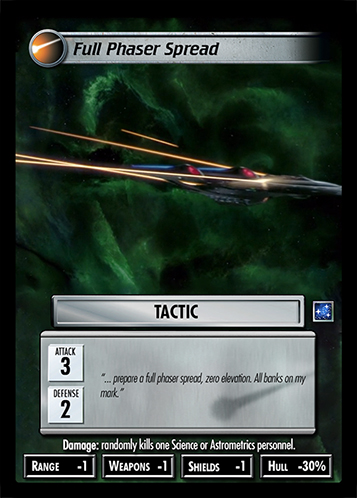 Full Phaser Spread
TACTIC
ATTACK
3
DEFENSE
2
"... prepare a full phaser spread, zero elevation. All banks on my
mark."
Damage: randomly kills one Science or Astrometrics personnel.
RANGE -1 WEAPONS -1 SHIELDS -1 HULL -30%